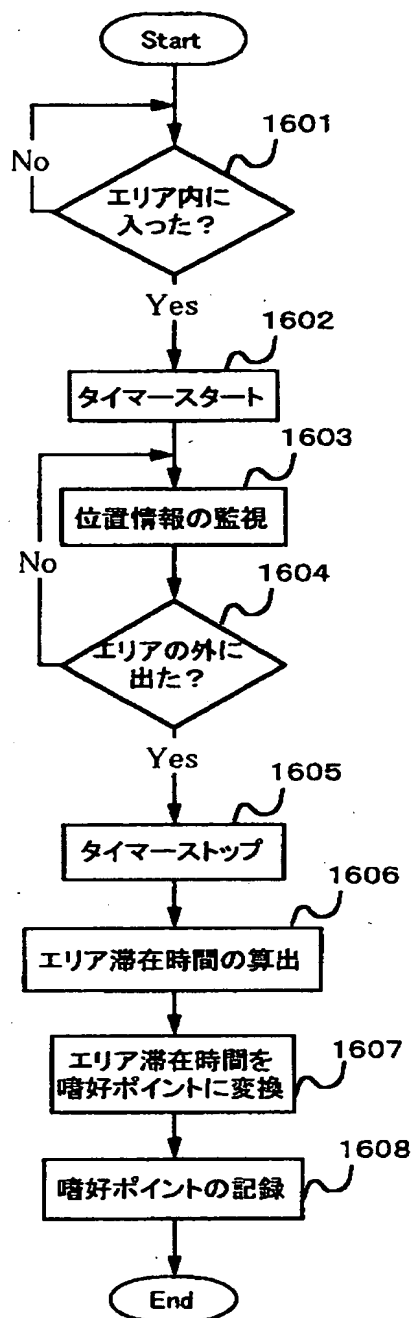 Start
1601
No
エリア内に
入った?
Yes
1602
タイマースタート
1603
位置情報の監視
No
1604
エリアの外に
出た?
Yes
1605
タイマーストップ
1606
エリア滞在時間の算出
1607
エリア滞在時間を
嗜好ポイントに変換
1608
嗜好ポイントの記録
End